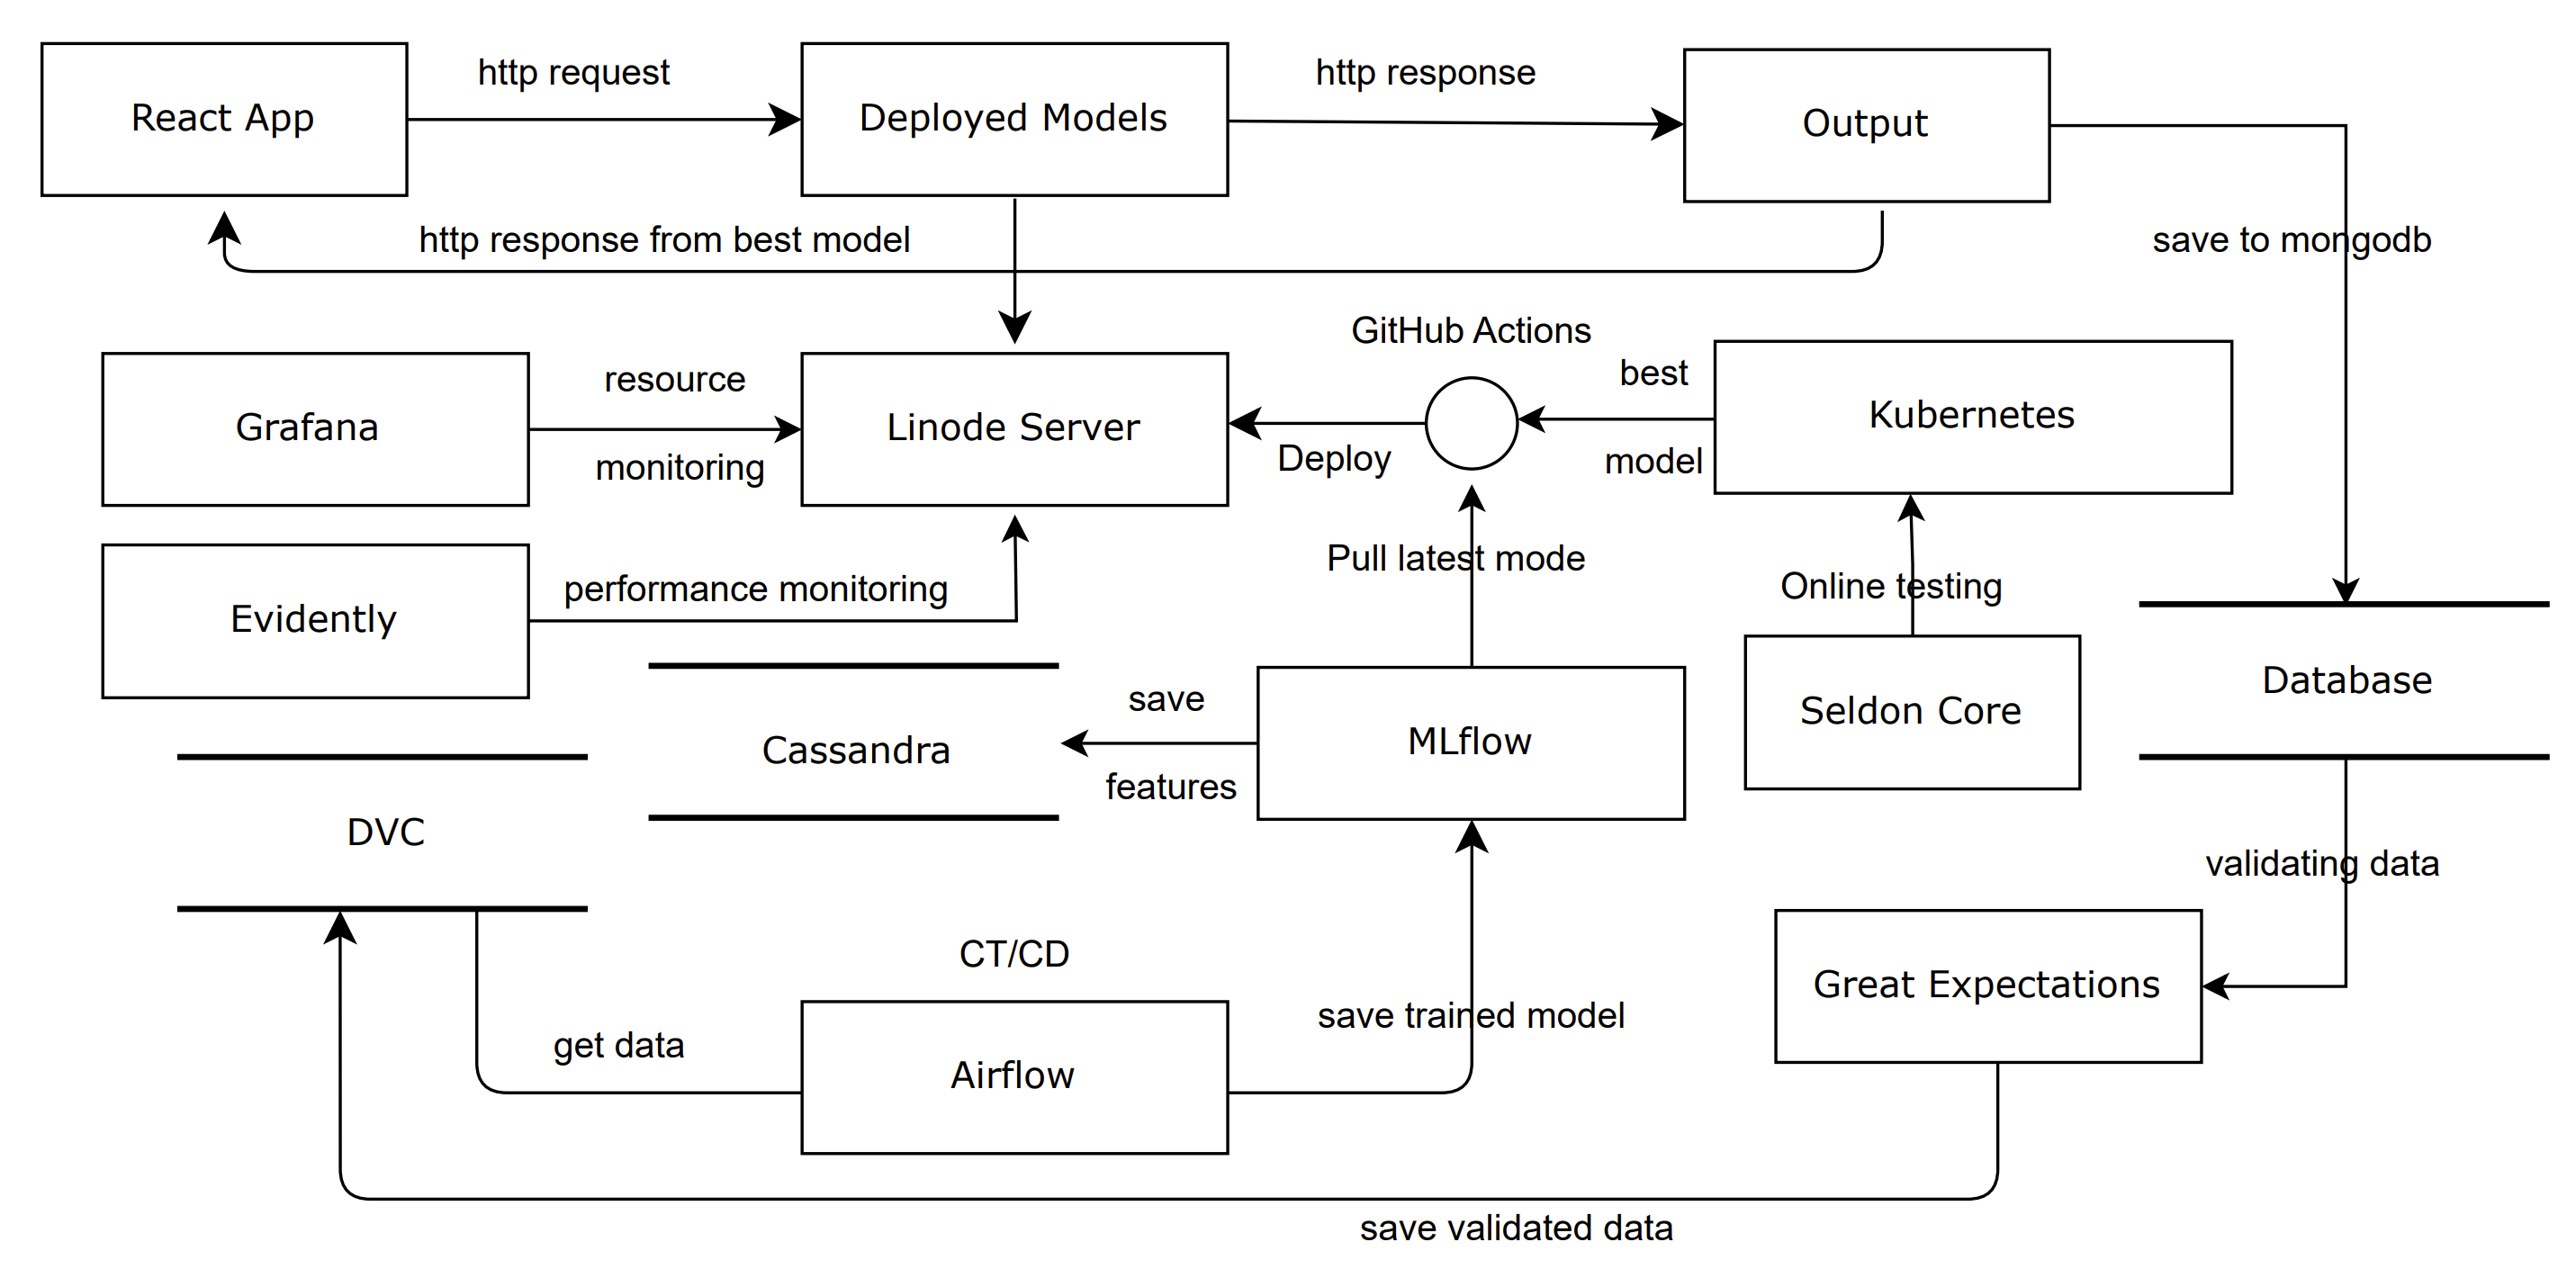 http request
http response
React App
Deployed Models
Output
http response from best model
save to mongodb
GitHub Actions
resource
best
Grafana
Linode Server
Kubernetes
monitoring
Deploy
model
Pull latest mode
performance monitoring
Online testing
Evidently
save
Database
Cassandra
MLflow
Seldon Core
features
DVC
validating data
CT/CD
Great Expectations
save trained model
get data
Airflow
save validated data